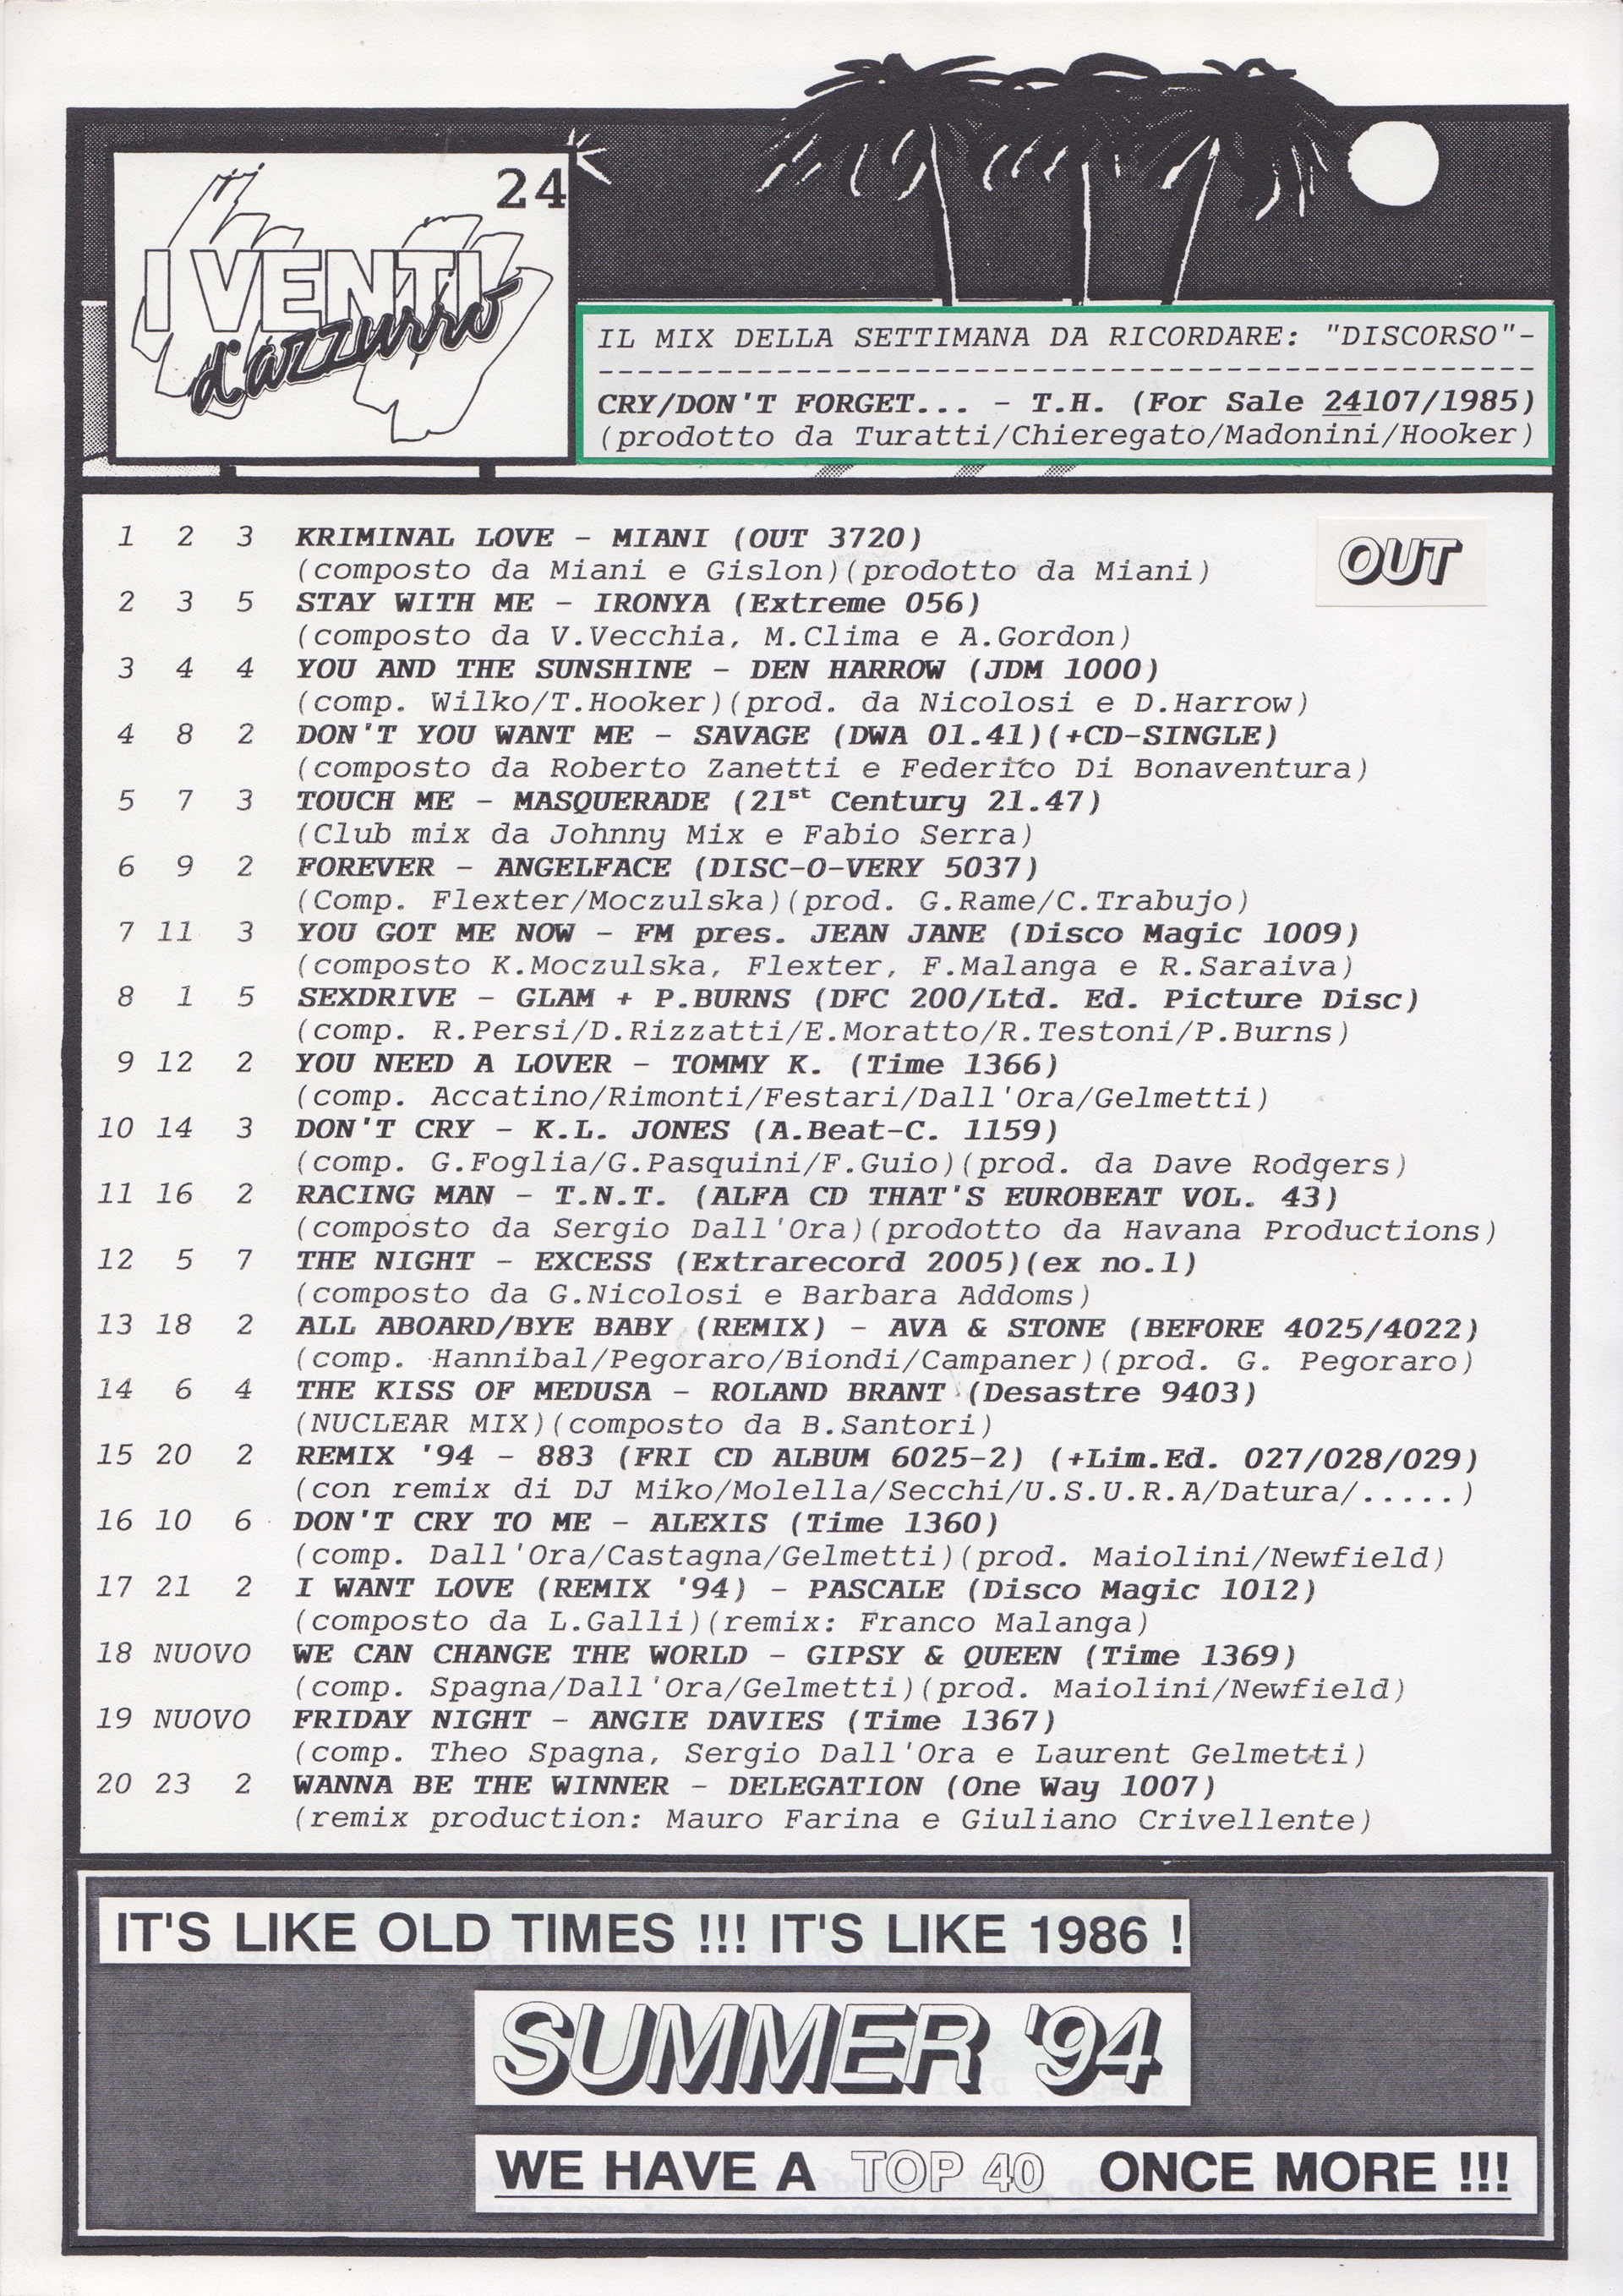 24
I VENTI
d'azzurro
IL MIX DELLA SETTIMANA DA RICORDARE: "DISCORSO"-
------------------------------------------------
CRY/DON'T FORGET... - T.H. (For Sale 24107/1985)
(prodotto da Turatti/Chieregato/Madonini/Hooker)
OUT
1 2 3 KRIMINAL LOVE - MIANI (OUT 3720)
(composto da Miani e Gislon)(prodotto da Miani)
2 3 5 STAY WITH ME - IRONYA (Extreme 056)
(composto da V.Vecchia, M.Clima e A.Gordon)
3 4 4 YOU AND THE SUNSHINE - DEN HARROW (JDM 1000)
(comp. Wilko/T.Hooker)(prod. da Nicolosi e D.Harrow)
4 8 2 DON'T YOU WANT ME - SAVAGE (DWA 01.41)(+CD-SINGLE)
(composto da Roberto Zanetti e Federico Di Bonaventura)
5 7 3 TOUCH ME - MASQUERADE (21st Century 21.47)
(Club mix da Johnny Mix e Fabio Serra)
6 9 2 FOREVER - ANGELFACE (DISC-O-VERY 5037)
(Comp. Flexter/Moczulska)(prod. G.Rame/C.Trabujo)
7 11 3 YOU GOT ME NOW - FM pres. JEAN JANE (Disco Magic 1009)
(composto K.Moczulska, Flexter, F.Malanga e R.Saraiva)
8 1 5 SEXDRIVE - GLAM + P.BURNS (DFC 200/Ltd. Ed. Picture Disc)
(comp. R.Persi/D.Rizzatti/E.Moratto/R.Testoni/P.Burns)
9 12 2 YOU NEED A LOVER - TOMMY K. (Time 1366)
(comp. Accatino/Rimonti/Festari/Dall'Ora/Gelmetti)
10 14 3 DON'T CRY - K.L. JONES (A.Beat-C. 1159)
(comp. G.Foglia/G.Pasquini/F.Guio)(prod. da Dave Rodgers)
11 16 2 RACING MAN - T.N.T. (ALFA CD THAT'S EUROBEAT VOL. 43)
(composto da Sergio Dall'Ora)(prodotto da Havana Productions)
12 5 7 THE NIGHT - EXCESS (Extrarecord 2005)(ex no.1)
(composto da G.Nicolosi e Barbara Addoms)
13 18 2 ALL ABOARD/BYE BABY (REMIX) - AVA & STONE (BEFORE 4025/4022)
(comp. Hannibal/Pegoraro/Biondi/Campaner)(prod. G. Pegoraro)
14 6 4 THE KISS OF MEDUSA - ROLAND BRANT (Desastre 9403)
(NUCLEAR MIX)(composto da B.Santori)
15 20 2 REMIX '94 - 883 (FRI CD ALBUM 6025-2) (+Lim.Ed. 027/028/029)
(con remix di DJ Miko/Molella/Secchi/U.S.U.R.A/Datura/.....)
16 10 6 DON'T CRY TO ME - ALEXIS (Time 1360)
(comp. Dall'Ora/Castagna/Gelmetti)(prod. Maiolini/Newfield)
17 21 2 I WANT LOVE (REMIX '94) - PASCALE (Disco Magic 1012)
(composto da L.Galli)(remix: Franco Malanga)
18 NUOVO WE CAN CHANGE THE WORLD - GIPSY & QUEEN (Time 1369)
(comp. Spagna/Dall'Ora/Gelmetti)(prod. Maiolini/Newfield)
19 NUOVO FRIDAY NIGHT - ANGIE DAVIES (Time 1367)
(comp. Theo Spagna, Sergio Dall'Ora e Laurent Gelmetti)
20 23 2 WANNA BE THE WINNER - DELEGATION (One Way 1007)
(remix production: Mauro Farina e Giuliano Crivellente)
IT'S LIKE OLD TIMES !!! IT'S LIKE 1986 !
SUMMER '94
WE HAVE A TOP 40 ONCE MORE !!!